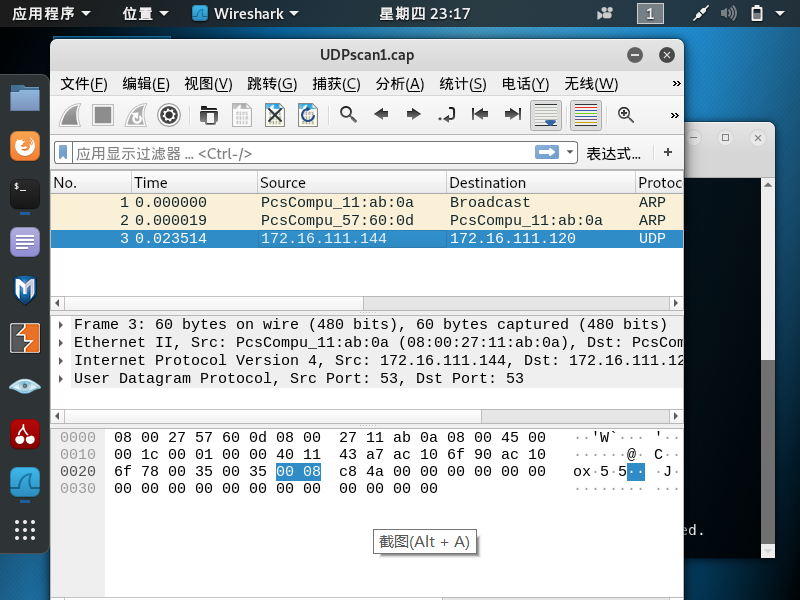 应用程序 位置 Wireshark 星期四 23:17 1
UDPscan1.cap
文件(F) 编辑(E) 视图(V) 跳转(G) 捕获(C) 分析(A) 统计(S) 电话(Y) 无线(W) »
»
应用显示过滤器 … <Ctrl-/> 表达式… +
No. Time Source Destination Protoc
1 0.000000 PcsCompu_11:ab:0a Broadcast ARP
2 0.000019 PcsCompu_57:60:0d PcsCompu_11:ab:0a ARP
3 0.023514 172.16.111.144 172.16.111.120 UDP
Frame 3: 60 bytes on wire (480 bits), 60 bytes captured (480 bits)
Ethernet II, Src: PcsCompu_11:ab:0a (08:00:27:11:ab:0a), Dst: PcsCom
Internet Protocol Version 4, Src: 172.16.111.144, Dst: 172.16.111.12
User Datagram Protocol, Src Port: 53, Dst Port: 53
0000 08 00 27 57 60 0d 08 00 27 11 ab 0a 08 00 45 00 ··'W`··· '··
0010 00 1c 00 01 00 00 40 11 43 a7 ac 10 6f 90 ac 10 ······@· C···
0020 6f 78 00 35 00 35 00 08 c8 4a 00 00 00 00 00 00 ox·5·5·· ·J··
0030 00 00 00 00 00 00 00 00 00 00 00 00 ········ ····
ed.
截图(Alt + A)